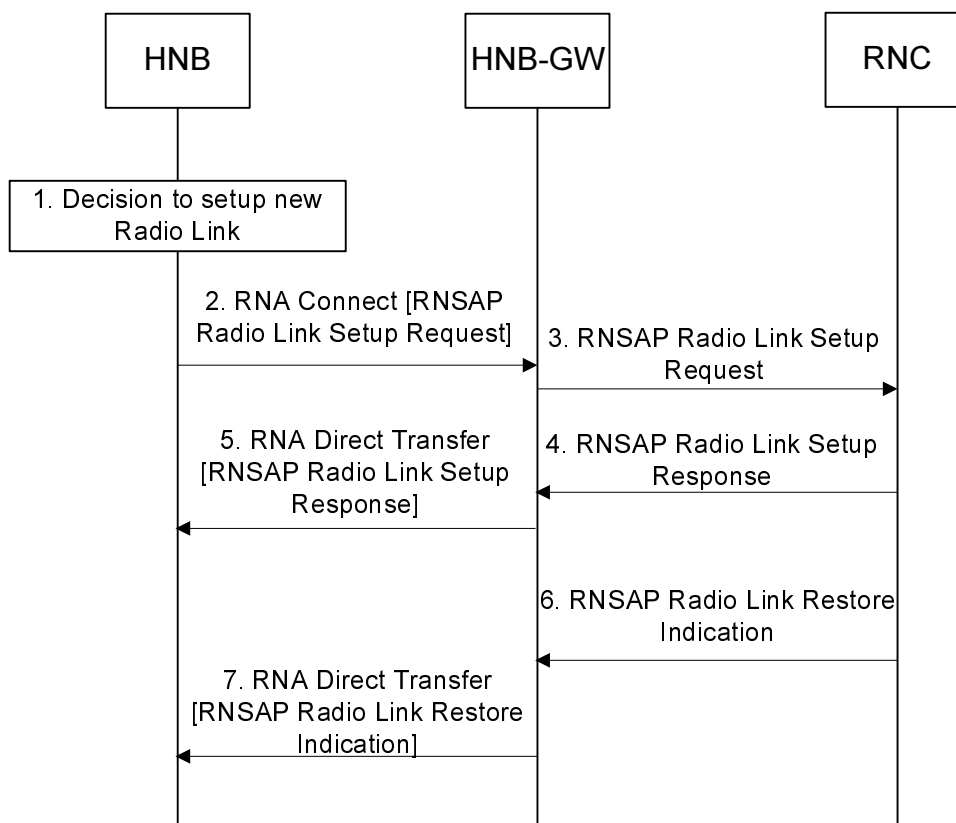 HNB
HNB-GW
RNC
1. Decision to setup new
Radio Link
2. RNA Connect [RNSAP
Radio Link Setup Request]
3. RNSAP Radio Link Setup
Request
5. RNA Direct Transfer
[RNSAP Radio Link Setup
Response]
4. RNSAP Radio Link Setup
Response
6. RNSAP Radio Link Restore
Indication
7. RNA Direct Transfer
[RNSAP Radio Link Restore
Indication]